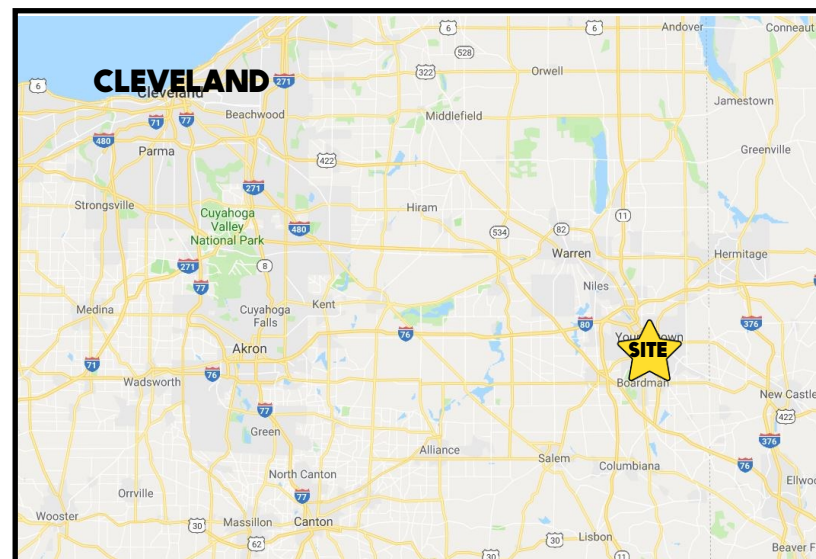 Andover
Conneaut
6
6
528
CLEVELAND
Cleveland
271
322
Orwell
6
Jamestown
Beachwood
Middlefield
71
77
480
Parma
422
Greenville
271
Strongsville
Hiram
Cuyahoga
Valley
National Park
11
480
534
82
Warren
Hermitage
271
8
77
Niles
Medina
Cuyahoga
Falls
Kent
80
376
76
SITE
Akron
71
76
Wadsworth
Boardman
New Castle
77
422
Green
376
Alliance
Salem
Columbiana
76
North Canton
Orrville
77
Wooster
30
Massillon
Canton
62
30
30
Lisbon
11
Beaver F